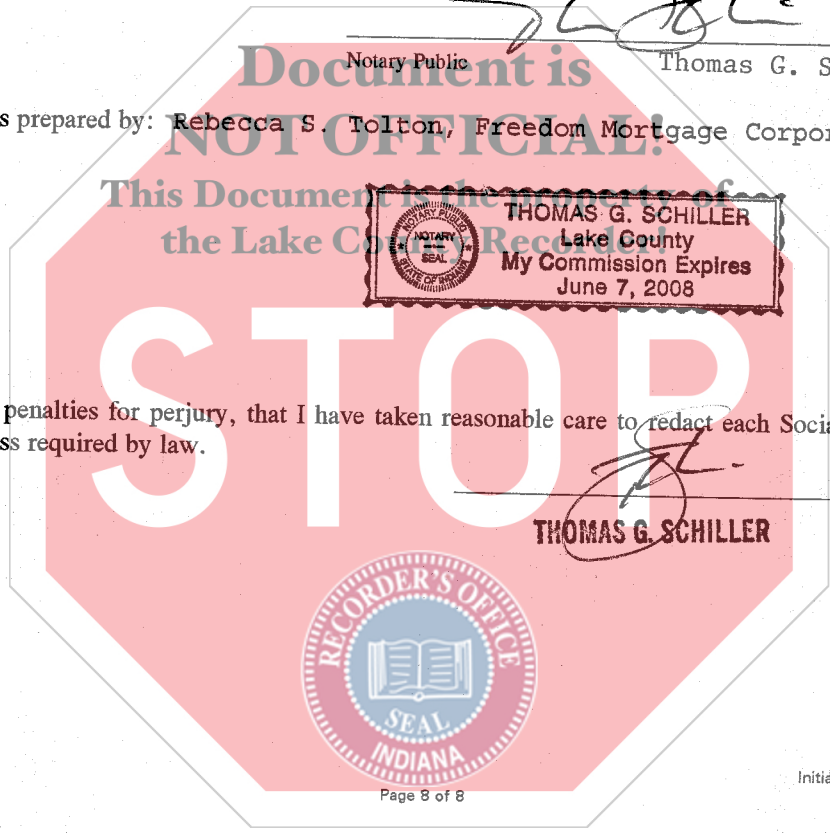 Document is
Notary Public Thomas G. S
s prepared by: Rebecca S. Tolton, Freedom Mortgage Corpor
NOT OFFICIAL!
This Document is the property of
the Lake County Recorder!
NOTARY PUBLIC
NOTARY
SEAL
STATE OF INDIANA
THOMAS G. SCHILLER
Lake County
My Commission Expires
June 7, 2008
STOP
penalties for perjury, that I have taken reasonable care to redact each Socia
ss required by law.
THOMAS G. SCHILLER
RECORDER'S OFFICE
SEAL
INDIANA
Initia
Page 8 of 8